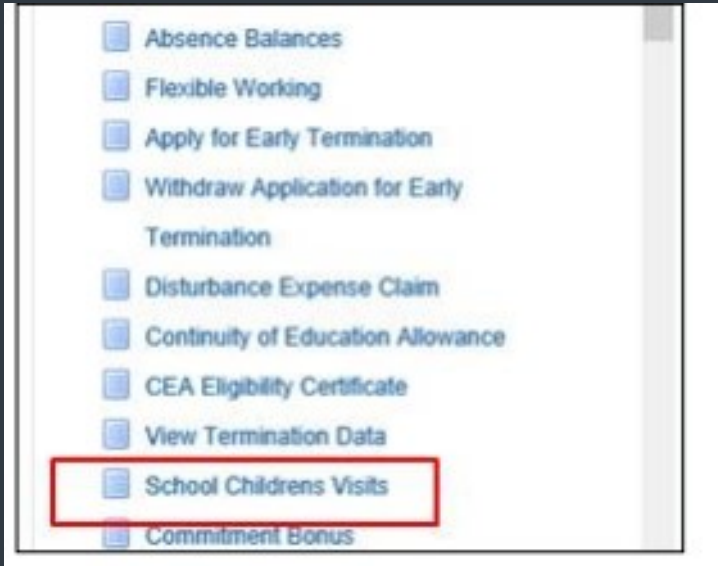 Absence Balances
Flexible Working
Apply for Early Termination
Withdraw Application for Early
Termination
Disturbance Expense Claim
Continuity of Education Allowance
CEA Eligibility Certificate
View Termination Data
School Childrens Visits
Commitment Bonus